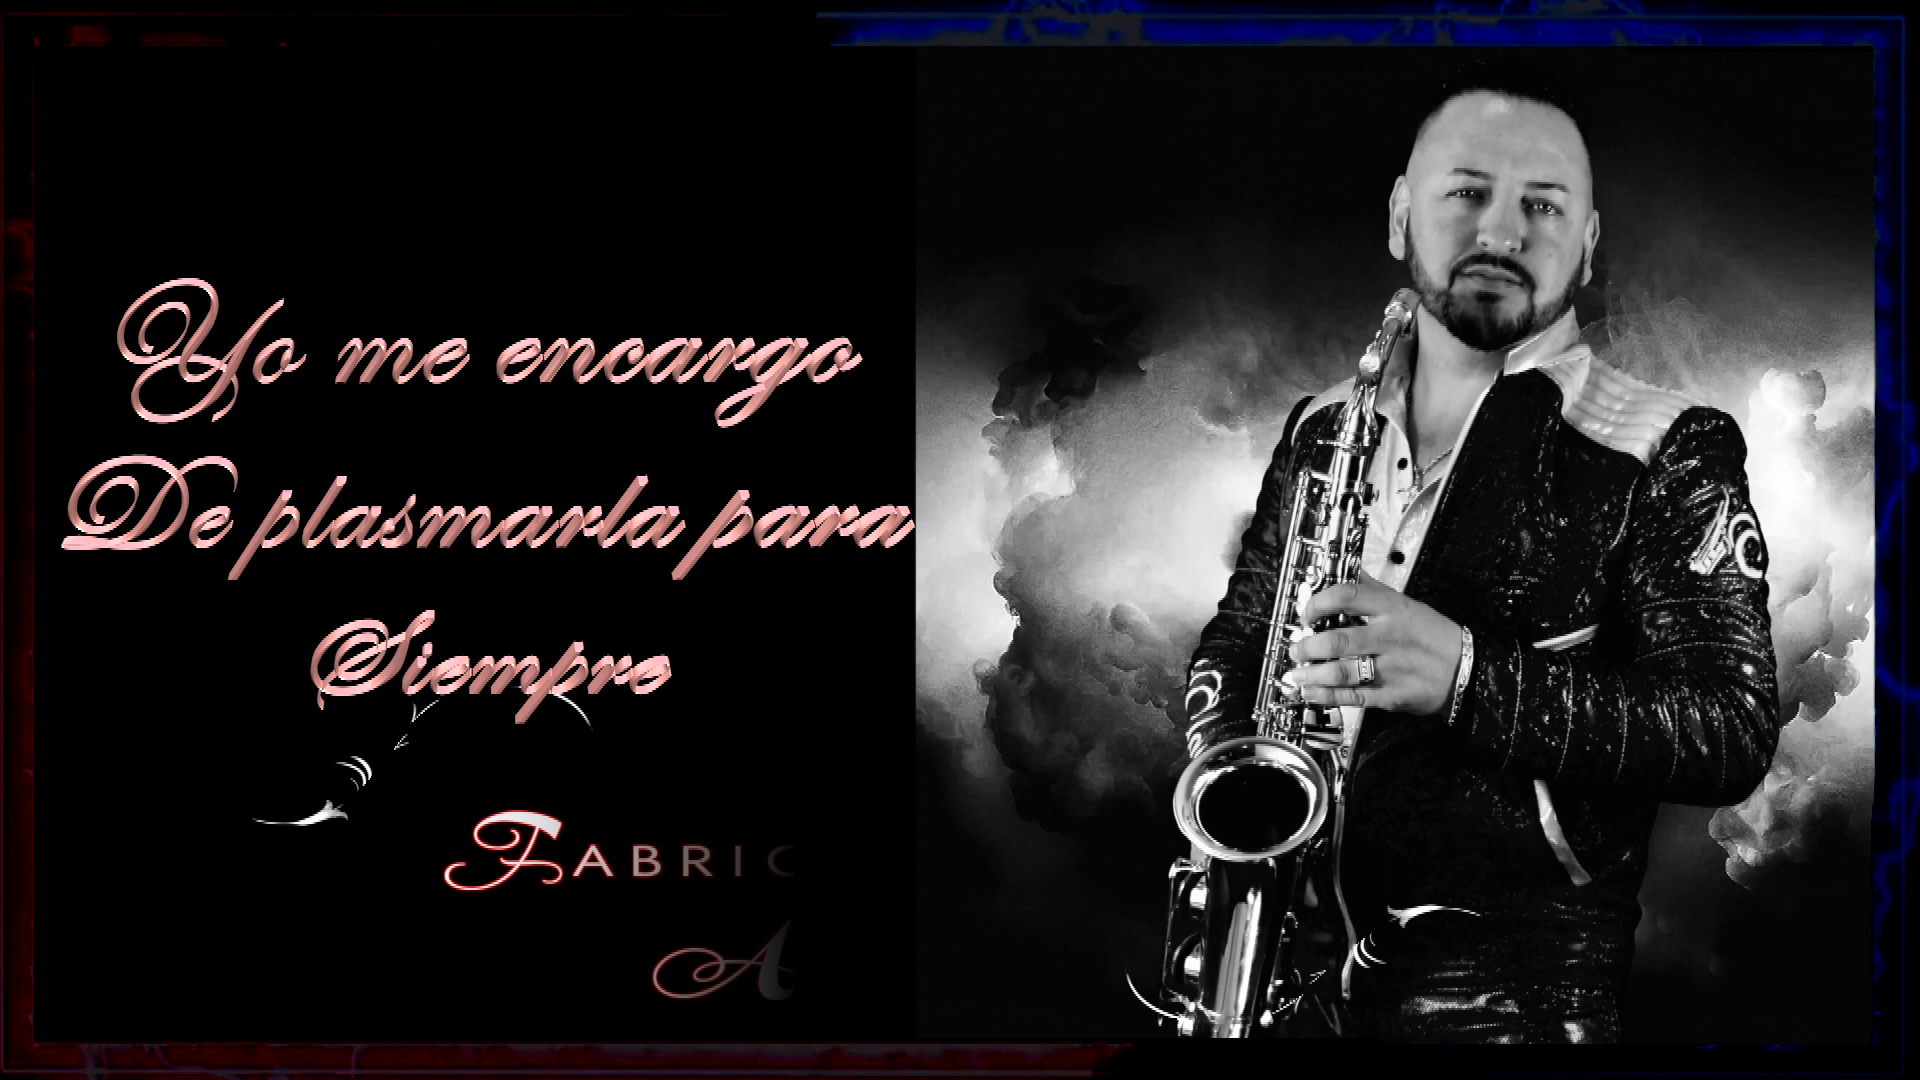 Yo me encargo
De plasmarla para
Siempre
FABRIC
A